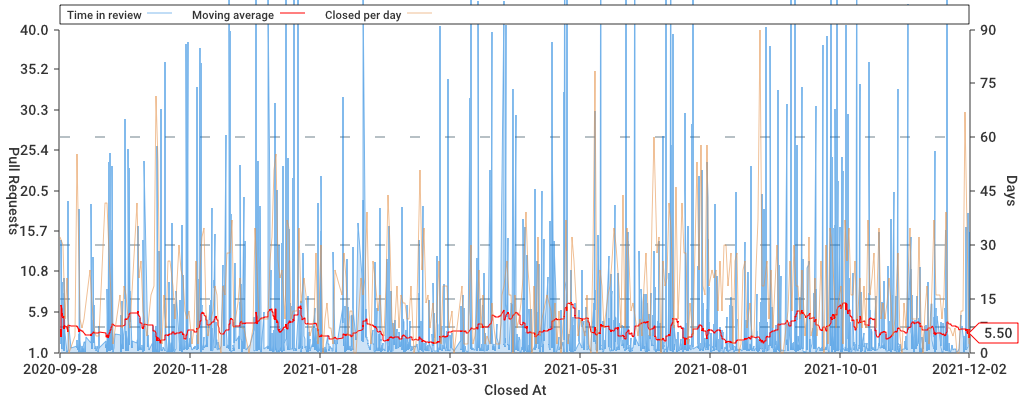 Time in review Moving average Closed per day
40.0 90
35.2 75
30.3 60
25.4
20.5 45
15.7 30
10.8 15
5.9
1.0 0
5.50
Pull Requests
Days
2020-09-28 2020-11-28 2021-01-28 2021-03-31 2021-05-31 2021-08-01 2021-10-01 2021-12-02
Closed At